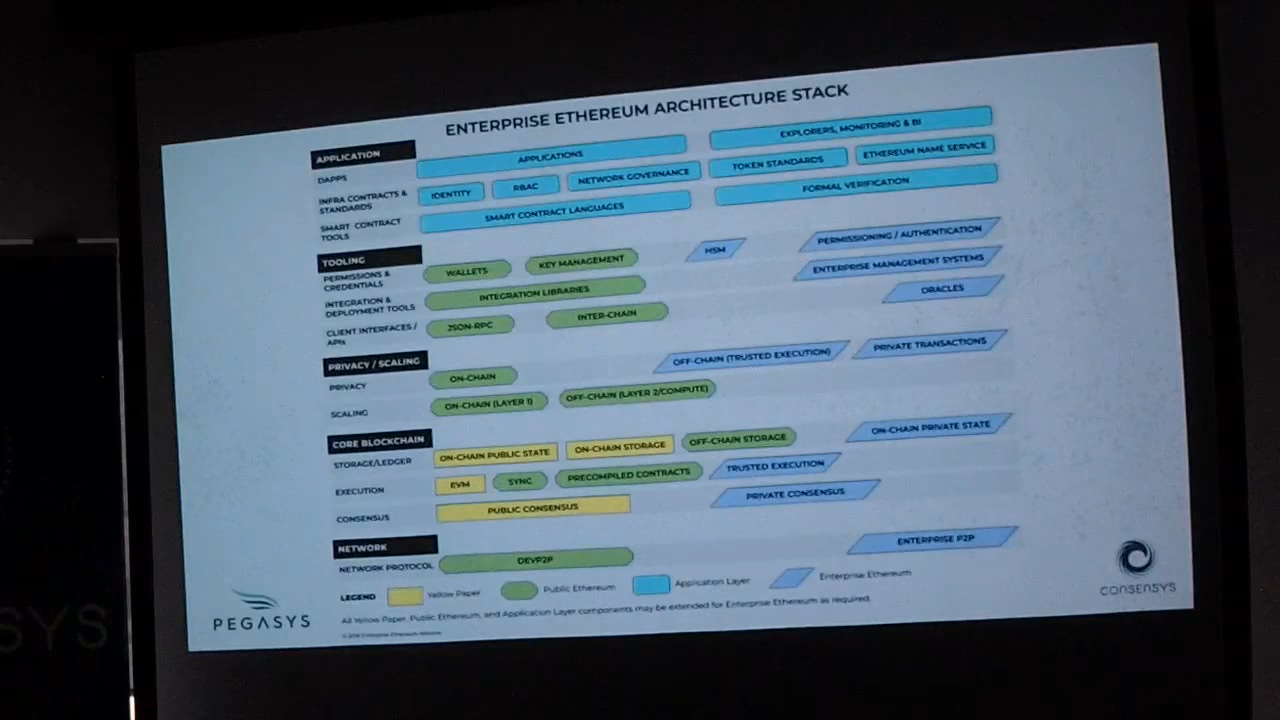 ENTERPRISE ETHEREUM ARCHITECTURE STACK
APPLICATION
DAPPS
APPLICATIONS
EXPLORERS, MONITORING & BI
INFRA CONTRACTS &
STANDARDS
IDENTITY
RBAC
NETWORK GOVERNANCE
TOKEN STANDARDS
ETHEREUM NAME SERVICE
SMART CONTRACT
TOOLS
SMART CONTRACT LANGUAGES
FORMAL VERIFICATION
TOOLING
PERMISSIONS &
CREDENTIALS
WALLETS
KEY MANAGEMENT
HSM
PERMISSIONING / AUTHENTICATION
INTEGRATION &
DEPLOYMENT TOOLS
INTEGRATION LIBRARIES
ENTERPRISE MANAGEMENT SYSTEMS
CLIENT INTERFACES /
APIs
JSON-RPC
INTER-CHAIN
ORACLES
PRIVACY / SCALING
PRIVACY
ON-CHAIN
OFF-CHAIN (TRUSTED EXECUTION)
PRIVATE TRANSACTIONS
SCALING
ON-CHAIN (LAYER 1)
OFF-CHAIN (LAYER 2/COMPUTE)
CORE BLOCKCHAIN
STORAGE/LEDGER
ON-CHAIN PUBLIC STATE
ON-CHAIN STORAGE
OFF-CHAIN STORAGE
ON-CHAIN PRIVATE STATE
EXECUTION
EVM
SYNC
PRECOMPILED CONTRACTS
TRUSTED EXECUTION
CONSENSUS
PUBLIC CONSENSUS
PRIVATE CONSENSUS
NETWORK
NETWORK PROTOCOL
DEVP2P
ENTERPRISE P2P
LEGEND
Yellow Paper
Public Ethereum
Application Layer
Enterprise Ethereum
All Yellow Paper, Public Ethereum, and Application Layer components may be extended for Enterprise Ethereum as required.
© 2018 Enterprise Ethereum Alliance
PEGASYS
CONSENSYS
SYS